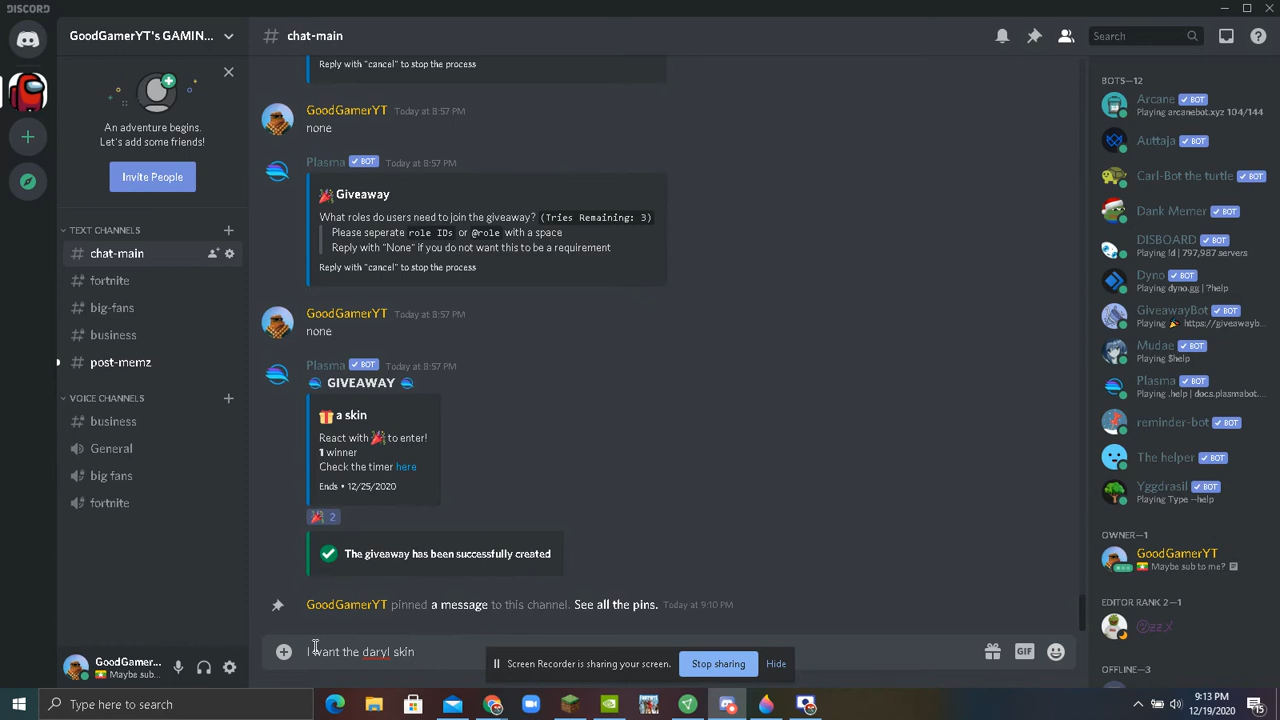 DISCORD
GoodGamerYT's GAMIN...
An adventure begins.
Let's add some friends!
Invite People
TEXT CHANNELS
chat-main
fortnite
big-fans
business
post-memz
VOICE CHANNELS
business
General
big fans
fortnite
GoodGamer...
Maybe sub...
chat-main
Search
Reply with "cancel" to stop the process
GoodGamerYT Today at 8:57 PM
none
Plasma BOT Today at 8:57 PM
Giveaway
What roles do users need to join the giveaway? (Tries Remaining: 3)
Please seperate role IDs or @role with a space
Reply with "None" if you do not want this to be a requirement
Reply with "cancel" to stop the process
GoodGamerYT Today at 8:57 PM
none
Plasma BOT Today at 8:57 PM
GIVEAWAY
a skin
React with to enter!
1 winner
Check the timer here
Ends • 12/25/2020
2
The giveaway has been successfully created
GoodGamerYT pinned a message to this channel. See all the pins. Today at 9:10 PM
I want the daryl skin
GIF
Screen Recorder is sharing your screen.
Stop sharing
Hide
BOTS—12
Arcane BOT
Playing arcanebot.xyz 104/144
Auttaja BOT
Carl-Bot the turtle BOT
Dank Memer BOT
DISBOARD BOT
Playing !d | 797,987 servers
Dyno BOT
Playing dyno.gg | ?help
GiveawayBot BOT
Playing https://giveawayb...
Mudae BOT
Playing $help
Plasma BOT
Playing .help | docs.plasmabot...
reminder-bot BOT
The helper BOT
Yggdrasil BOT
Playing Type --help
OWNER—1
GoodGamerYT
Maybe sub to me?
EDITOR RANK 2—1
OFFLINE—3
Type here to search
9:13 PM
12/19/2020
15